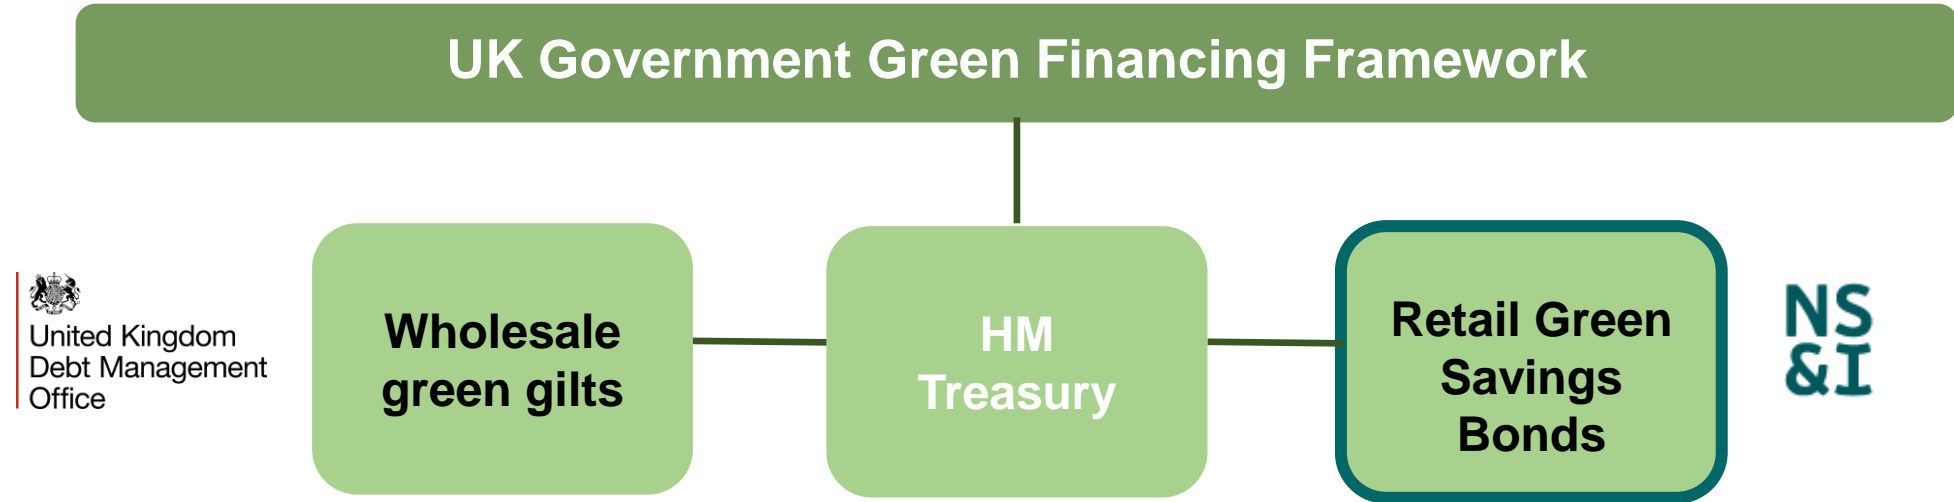 UK Government Green Financing Framework
United Kingdom
Debt Management
Office
Wholesale
green gilts
HM
Treasury
Retail Green
Savings
Bonds
NS
&I